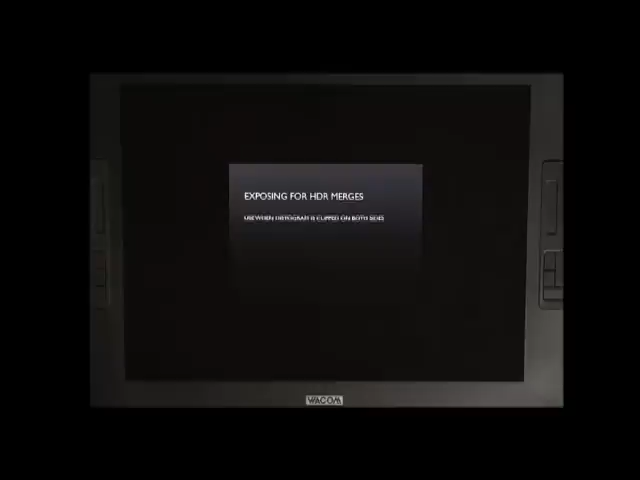 EXPOSING FOR HDR MERGES
USE WHEN HISTOGRAM IS CLIPPED ON BOTH SIDES
WACOM